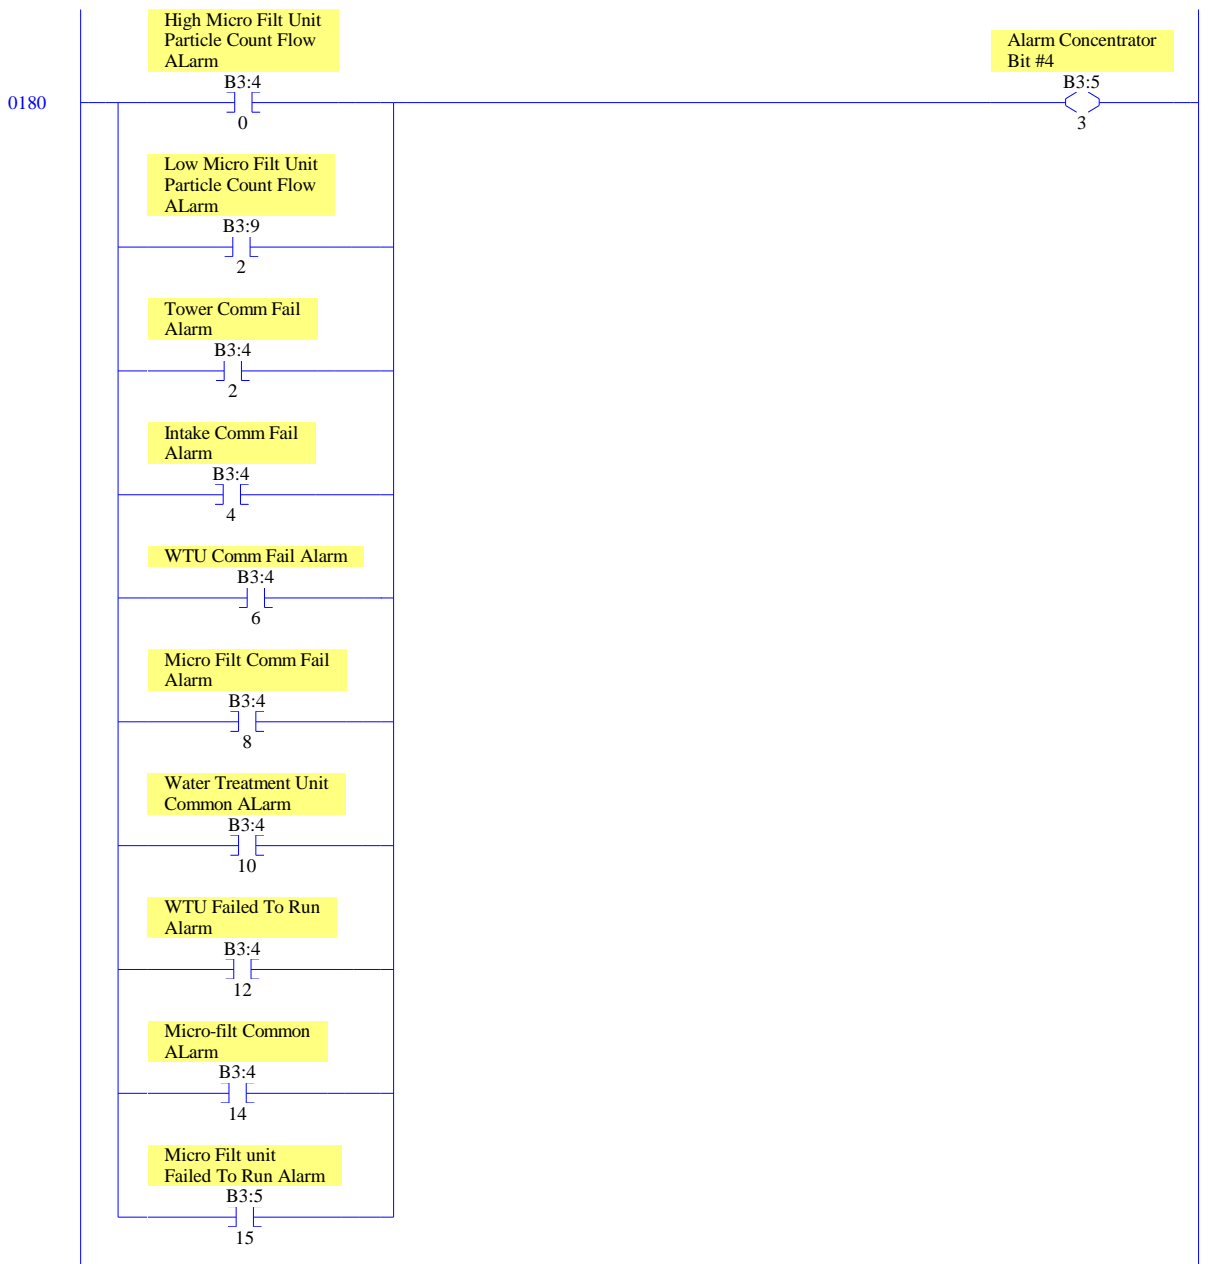 High Micro Filt Unit
Particle Count Flow
ALarm
B3:4
0
Alarm Concentrator
Bit #4
B3:5
3
0180
Low Micro Filt Unit
Particle Count Flow
ALarm
B3:9
2
Tower Comm Fail
Alarm
B3:4
2
Intake Comm Fail
Alarm
B3:4
4
WTU Comm Fail Alarm
B3:4
6
Micro Filt Comm Fail
Alarm
B3:4
8
Water Treatment Unit
Common ALarm
B3:4
10
WTU Failed To Run
Alarm
B3:4
12
Micro-filt Common
ALarm
B3:4
14
Micro Filt unit
Failed To Run Alarm
B3:5
15